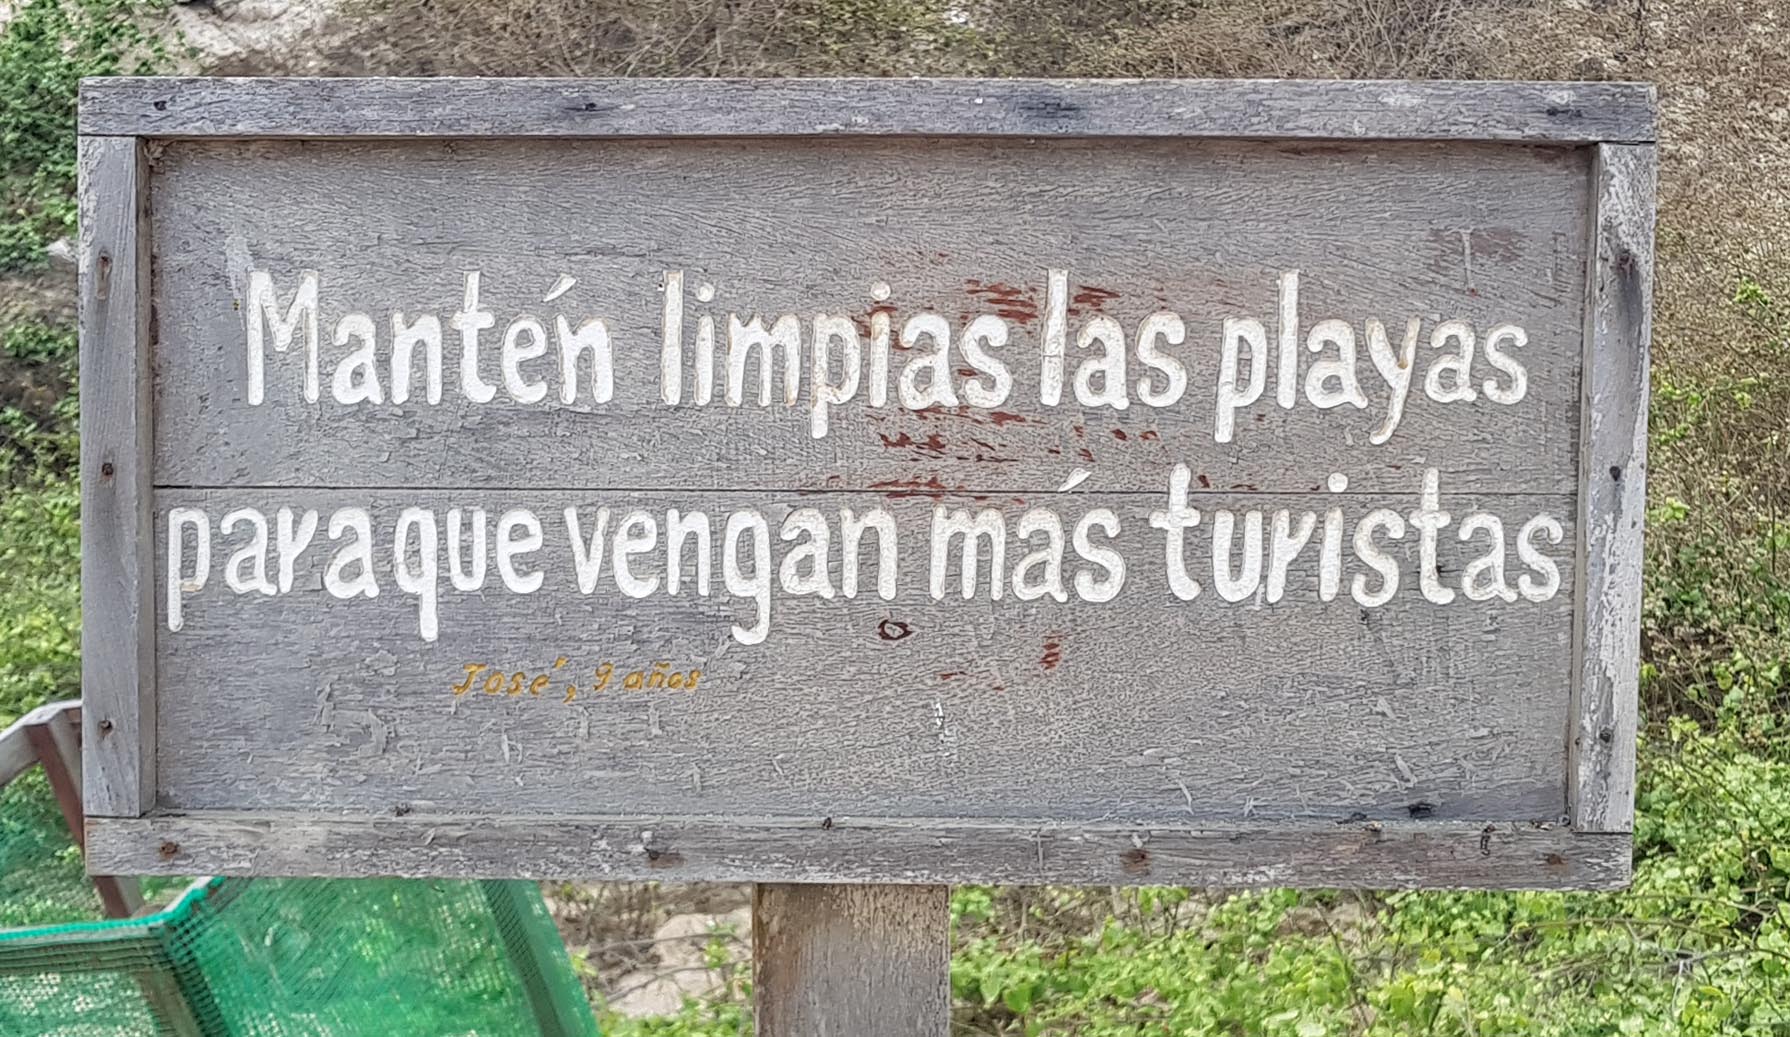 Mantén limpias las playas
para que vengan más turistas
José, 9 años